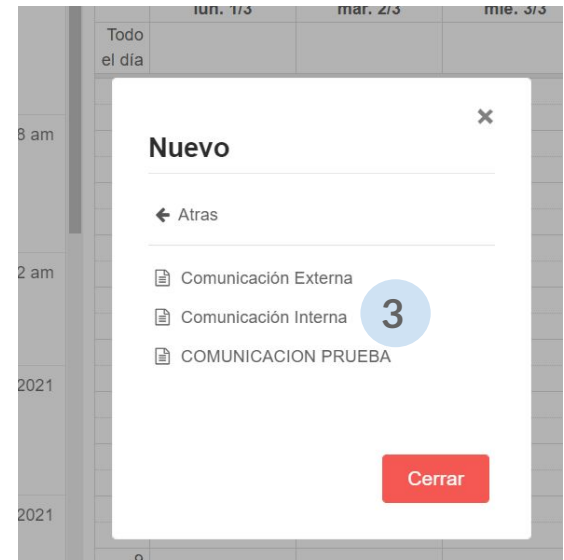 lun. 1/3 mar. 2/3 mié. 3/3
Todo
el día
8 am
Nuevo
Atras
2 am
Comunicación Externa
Comunicación Interna
3
COMUNICACION PRUEBA
2021
Cerrar
2021
9